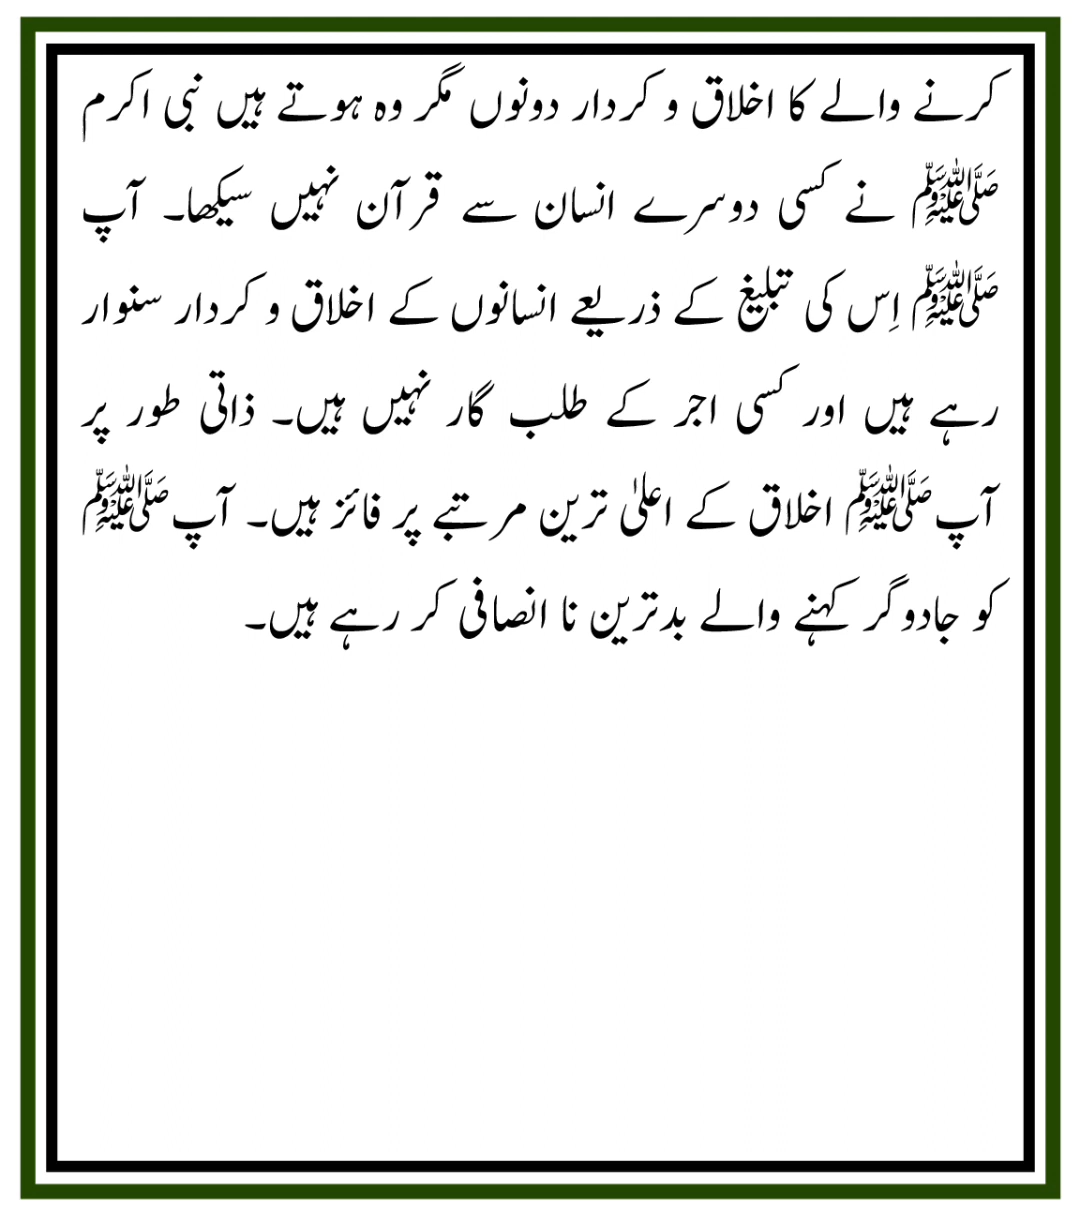 کرنے والے کا اخلاق و کردار دونوں مگر وہ ہوتے ہیں نبی اکرم
ﷺ نے کسی دوسرے انسان سے قرآن نہیں سیکھا۔ آپ
ﷺ اِس کی تبلیغ کے ذریعے انسانوں کے اخلاق و کردار سنوار
رہے ہیں اور کسی اجر کے طلب گار نہیں ہیں۔ ذاتی طور پر
آپ ﷺ اخلاق کے اعلیٰ ترین مرتبے پر فائز ہیں۔ آپ ﷺ
کو جادوگر کہنے والے بدترین نا انصافی کر رہے ہیں۔